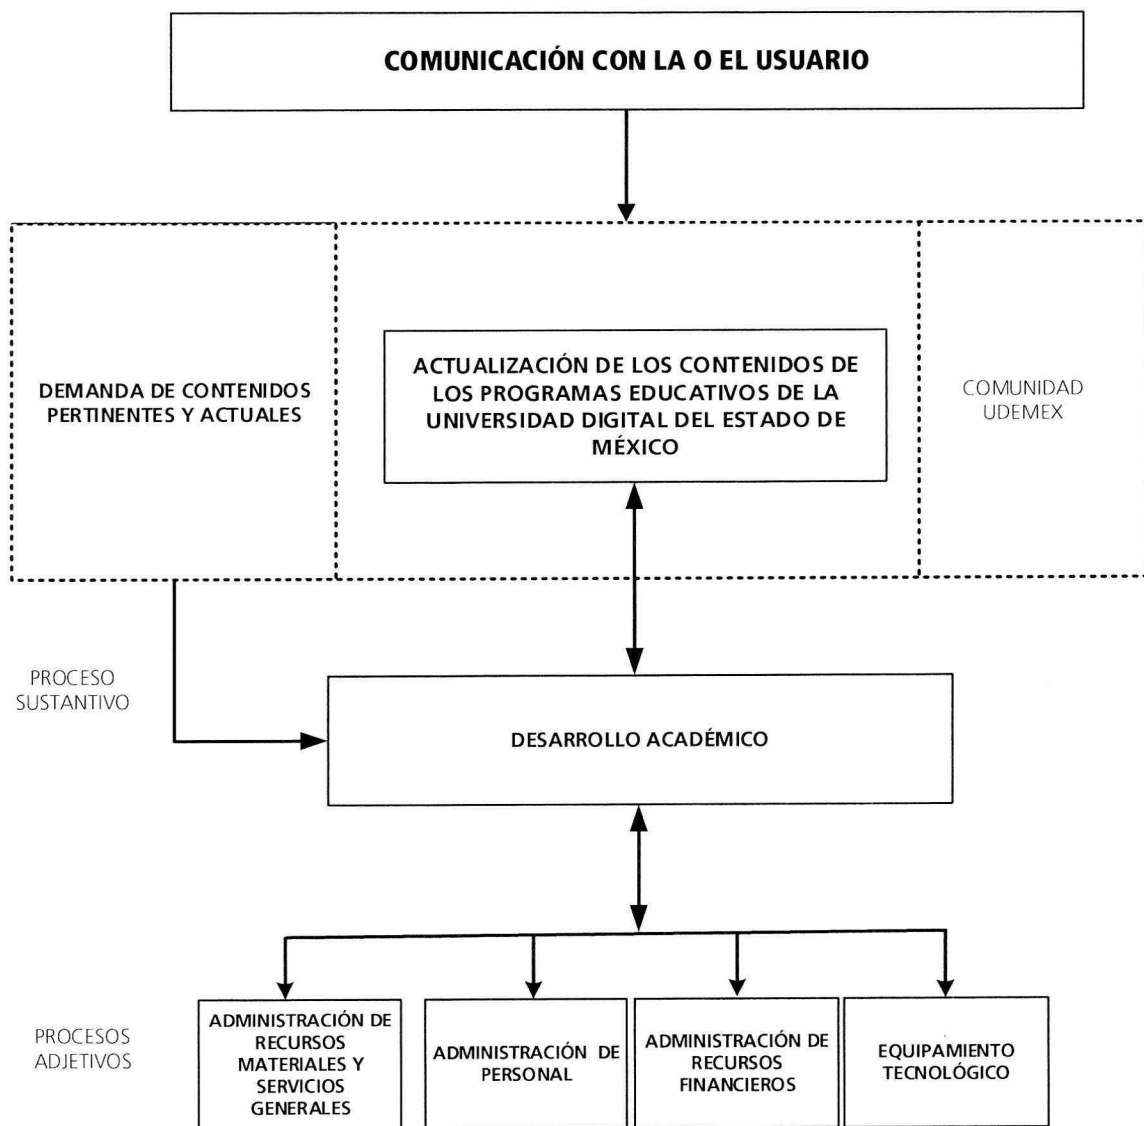 COMUNICACIÓN CON LA O EL USUARIO
DEMANDA DE CONTENIDOS
PERTINENTES Y ACTUALES
ACTUALIZACIÓN DE LOS CONTENIDOS DE
LOS PROGRAMAS EDUCATIVOS DE LA
UNIVERSIDAD DIGITAL DEL ESTADO DE
MÉXICO
COMUNIDAD
UDEMEX
PROCESO
SUSTANTIVO
DESARROLLO ACADÉMICO
PROCESOS
ADJETIVOS
ADMINISTRACIÓN DE
RECURSOS
MATERIALES Y
SERVICIOS
GENERALES
ADMINISTRACIÓN DE
PERSONAL
ADMINISTRACIÓN DE
RECURSOS
FINANCIEROS
EQUIPAMIENTO
TECNOLÓGICO